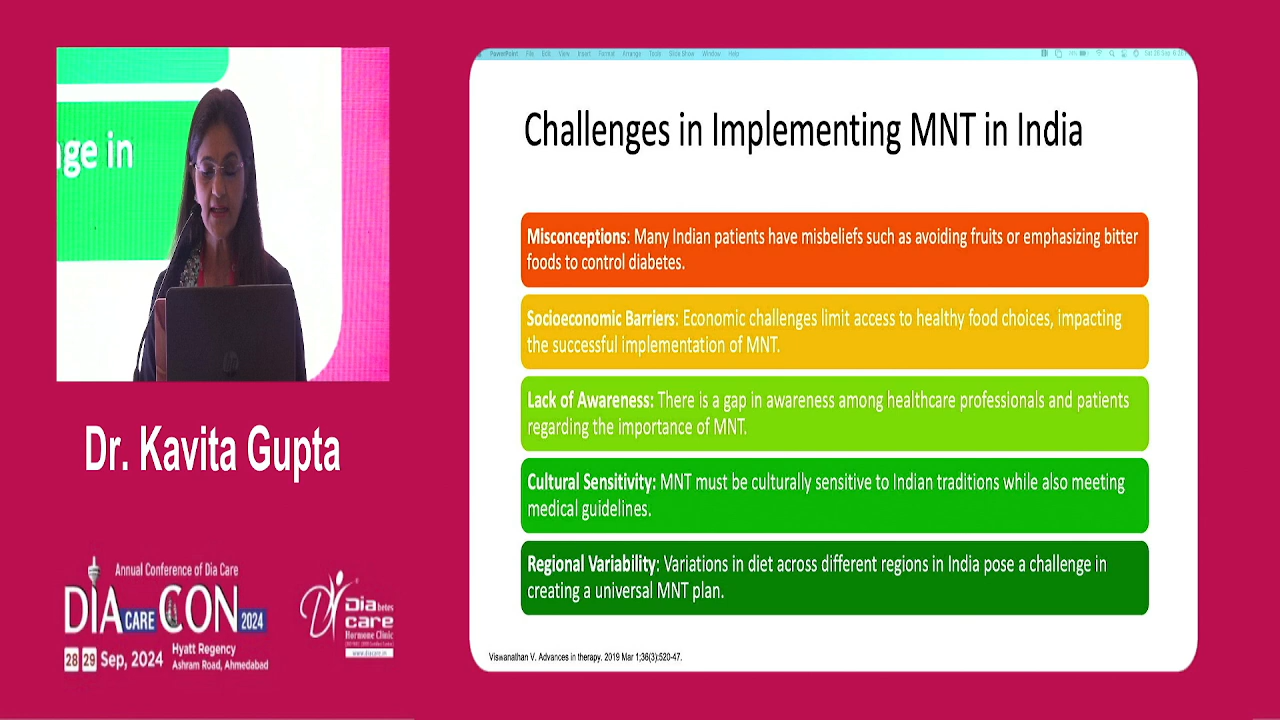 nge in
Dr. Kavita Gupta
Annual Conference of Dia Care
DIA CARE CON 2024
28 29 Sep, 2024
Hyatt Regency
Ashram Road, Ahmedabad
Diabetes
care
Hormone Clinic
www.diacare.in
PowerPoint File Edit View Insert Format Arrange Tools Slide Show Window Help
Challenges in Implementing MNT in India
Misconceptions: Many Indian patients have misbeliefs such as avoiding fruits or emphasizing bitter
foods to control diabetes.
Socioeconomic Barriers: Economic challenges limit access to healthy food choices, impacting
the successful implementation of MNT.
Lack of Awareness: There is a gap in awareness among healthcare professionals and patients
regarding the importance of MNT.
Cultural Sensitivity: MNT must be culturally sensitive to Indian traditions while also meeting
medical guidelines.
Regional Variability: Variations in diet across different regions in India pose a challenge in
creating a universal MNT plan.
Viswanathan V. Advances in therapy. 2019 Mar 1;36(3):520-47.